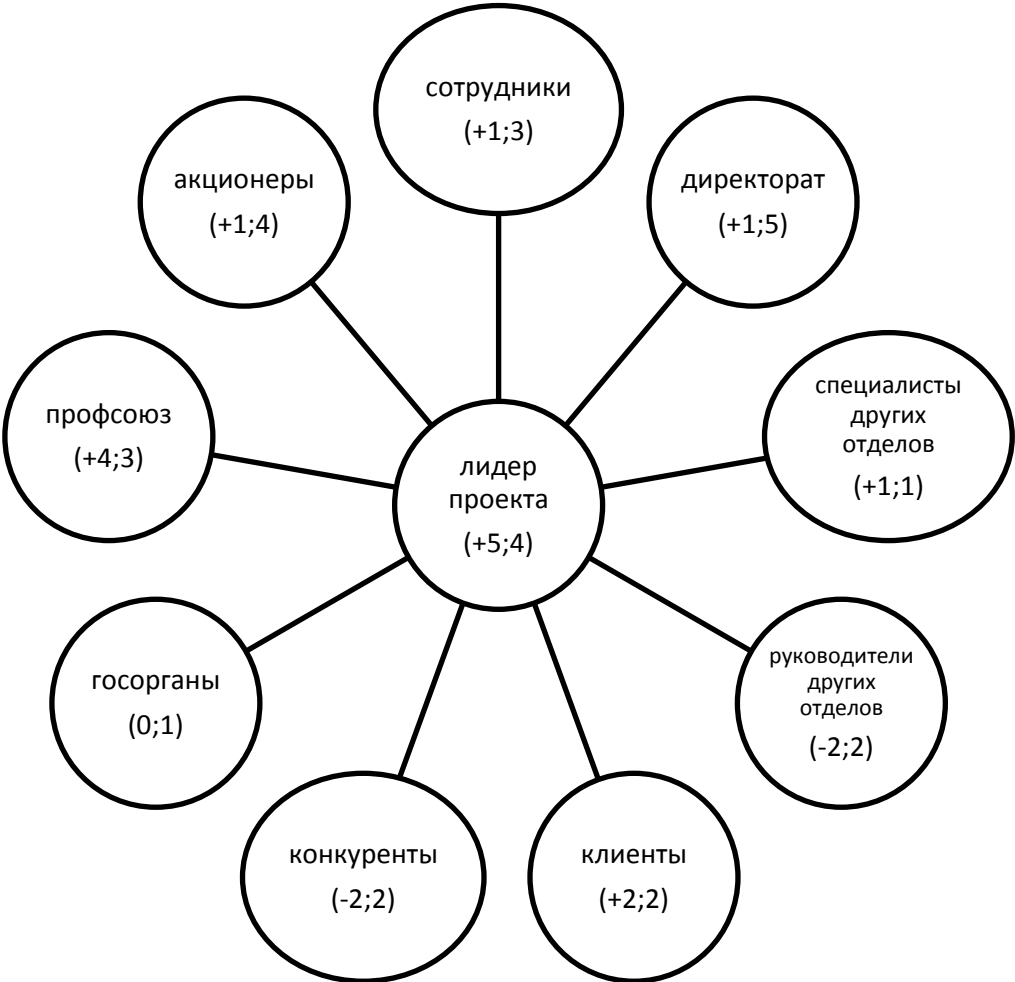 сотрудники
(+1;3)
директорат
(+1;5)
специалисты
других
отделов
(+1;1)
руководители
других
отделов
(-2;2)
клиенты
(+2;2)
конкуренты
(-2;2)
госорганы
(0;1)
профсоюз
(+4;3)
акционеры
(+1;4)
лидер
проекта
(+5;4)